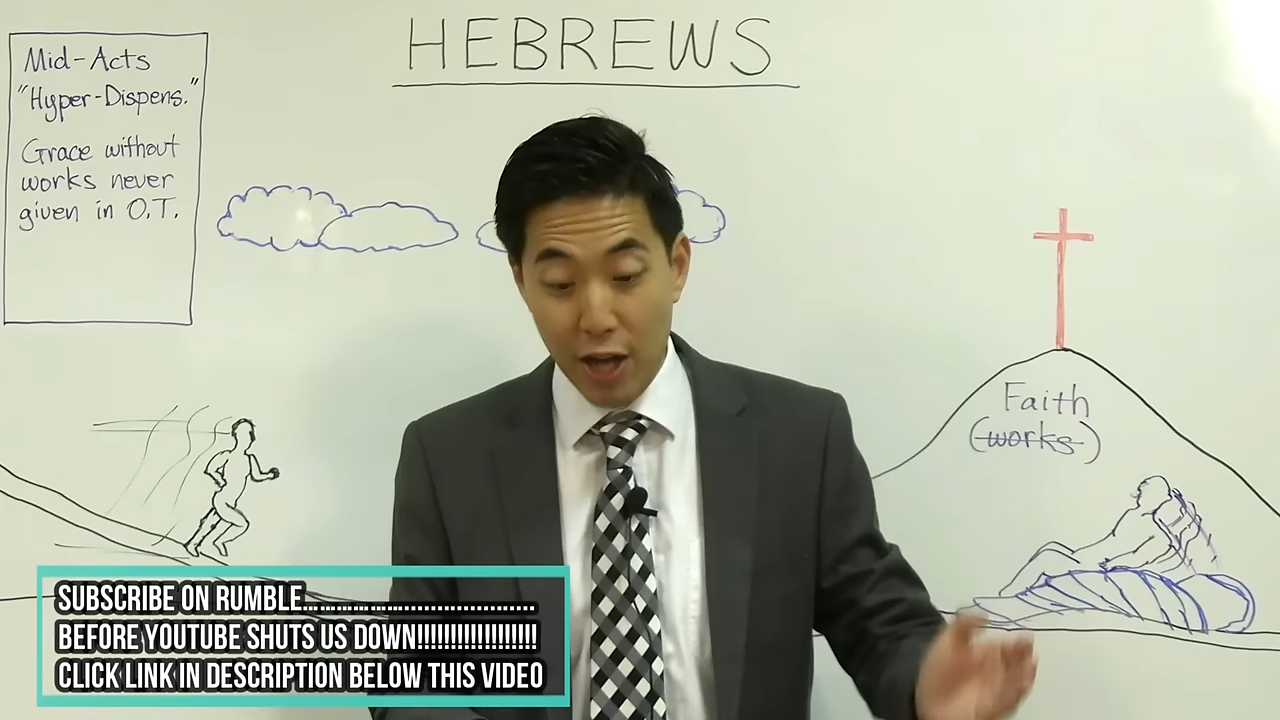 HEBREWS
Mid-Acts
"Hyper-Dispens."
Grace without
works never
given in O.T.
Faith
(works)
SUBSCRIBE ON RUMBLE.....................................
BEFORE YOUTUBE SHUTS US DOWN!!!!!!!!!!!!!!!!!!!
CLICK LINK IN DESCRIPTION BELOW THIS VIDEO